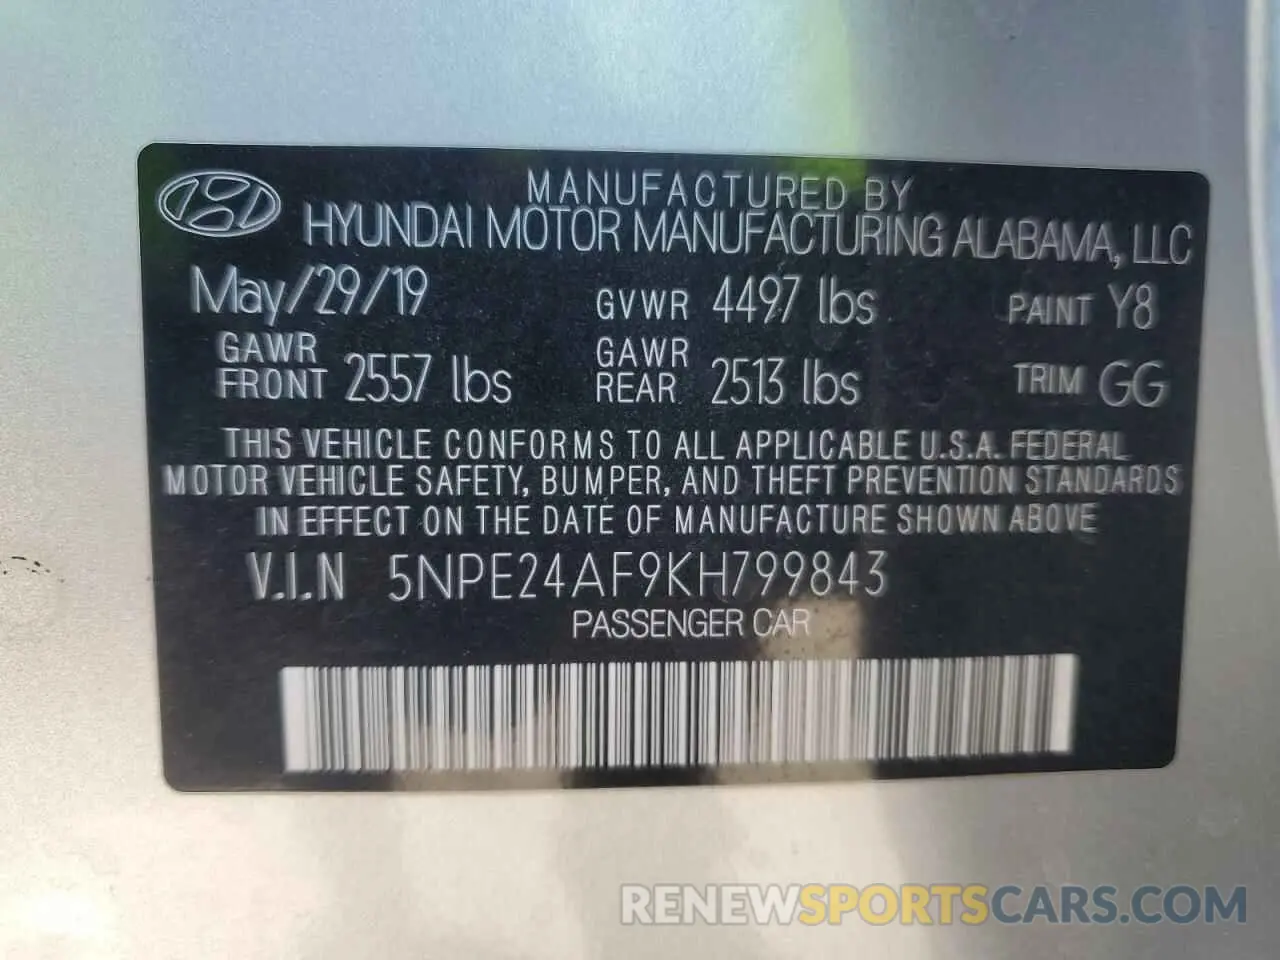 MANUFACTURED BY
HYUNDAI MOTOR MANUFACTURING ALABAMA, LLC
May/29/19 GVWR 4497 lbs PAINT Y8
GAWR FRONT 2557 lbs GAWR REAR 2513 lbs TRIM GG
THIS VEHICLE CONFORMS TO ALL APPLICABLE U.S.A. FEDERAL
MOTOR VEHICLE SAFETY, BUMPER, AND THEFT PREVENTION STANDARDS
IN EFFECT ON THE DATE OF MANUFACTURE SHOWN ABOVE
V.I.N 5NPE24AF9KH799843
PASSENGER CAR
RENEWSPORTSCARS.COM